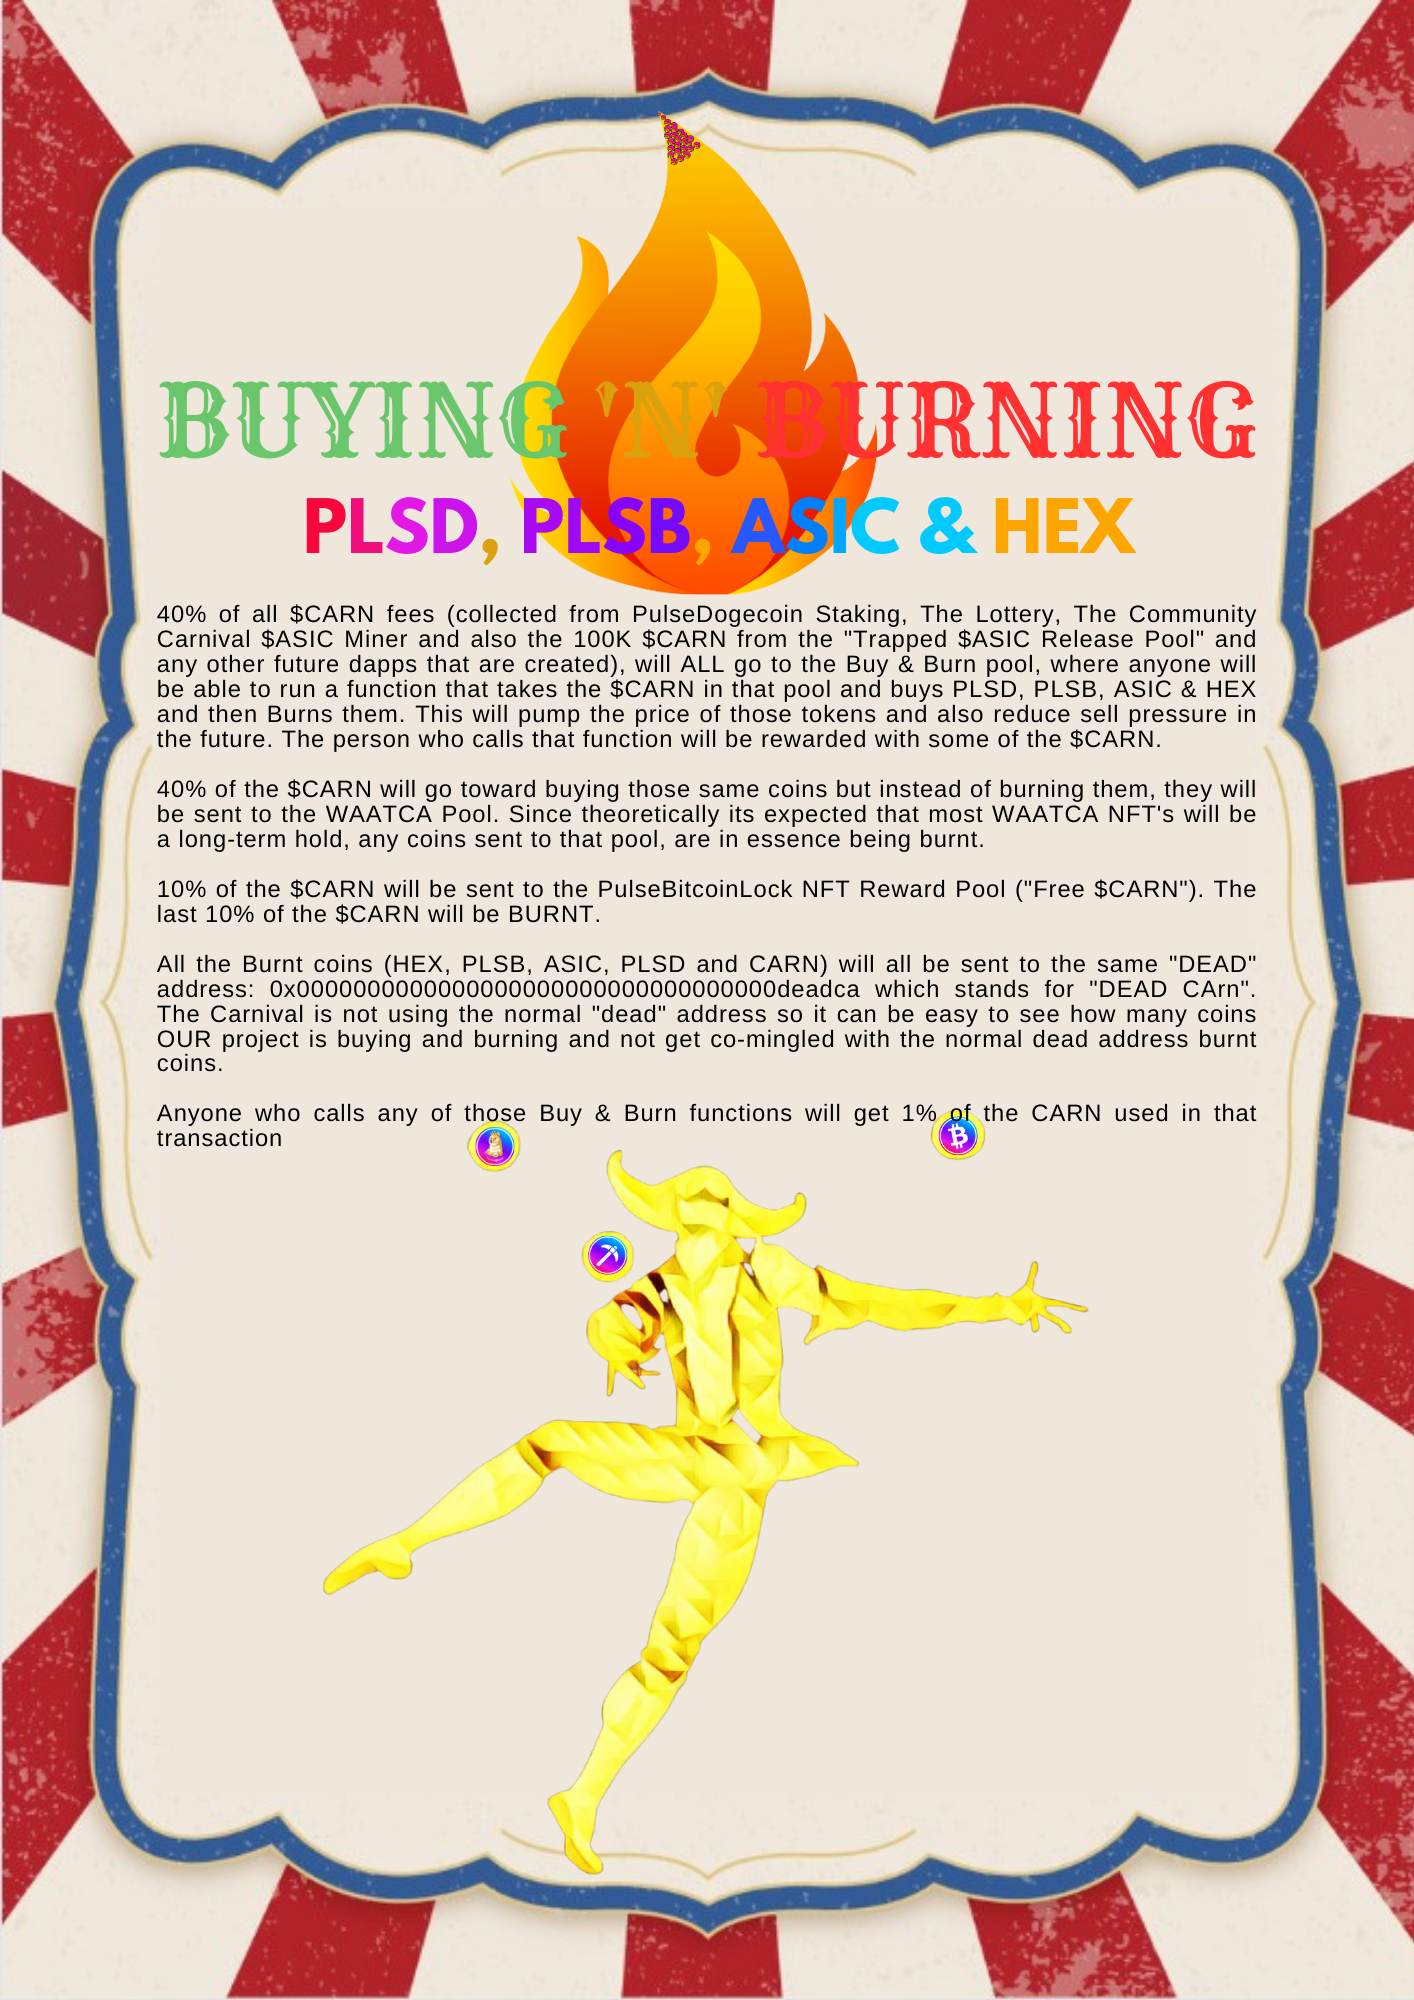 BUYING 'N' BURNING
PLSD, PLSB, ASIC & HEX
40% of all $CARN fees (collected from PulseDogecoin Staking, The Lottery, The Community
Carnival $ASIC Miner and also the 100K $CARN from the "Trapped $ASIC Release Pool" and
any other future dapps that are created), will ALL go to the Buy & Burn pool, where anyone will
be able to run a function that takes the $CARN in that pool and buys PLSD, PLSB, ASIC & HEX
and then Burns them. This will pump the price of those tokens and also reduce sell pressure in
the future. The person who calls that function will be rewarded with some of the $CARN.
40% of the $CARN will go toward buying those same coins but instead of burning them, they will
be sent to the WAATCA Pool. Since theoretically its expected that most WAATCA NFT's will be
a long-term hold, any coins sent to that pool, are in essence being burnt.
10% of the $CARN will be sent to the PulseBitcoinLock NFT Reward Pool ("Free $CARN"). The
last 10% of the $CARN will be BURNT.
All the Burnt coins (HEX, PLSB, ASIC, PLSD and CARN) will all be sent to the same "DEAD"
address: 0x0000000000000000000000000000000000deadca which stands for "DEAD CArn".
The Carnival is not using the normal "dead" address so it can be easy to see how many coins
OUR project is buying and burning and not get co-mingled with the normal dead address burnt
coins.
Anyone who calls any of those Buy & Burn functions will get 1% of the CARN used in that
transaction